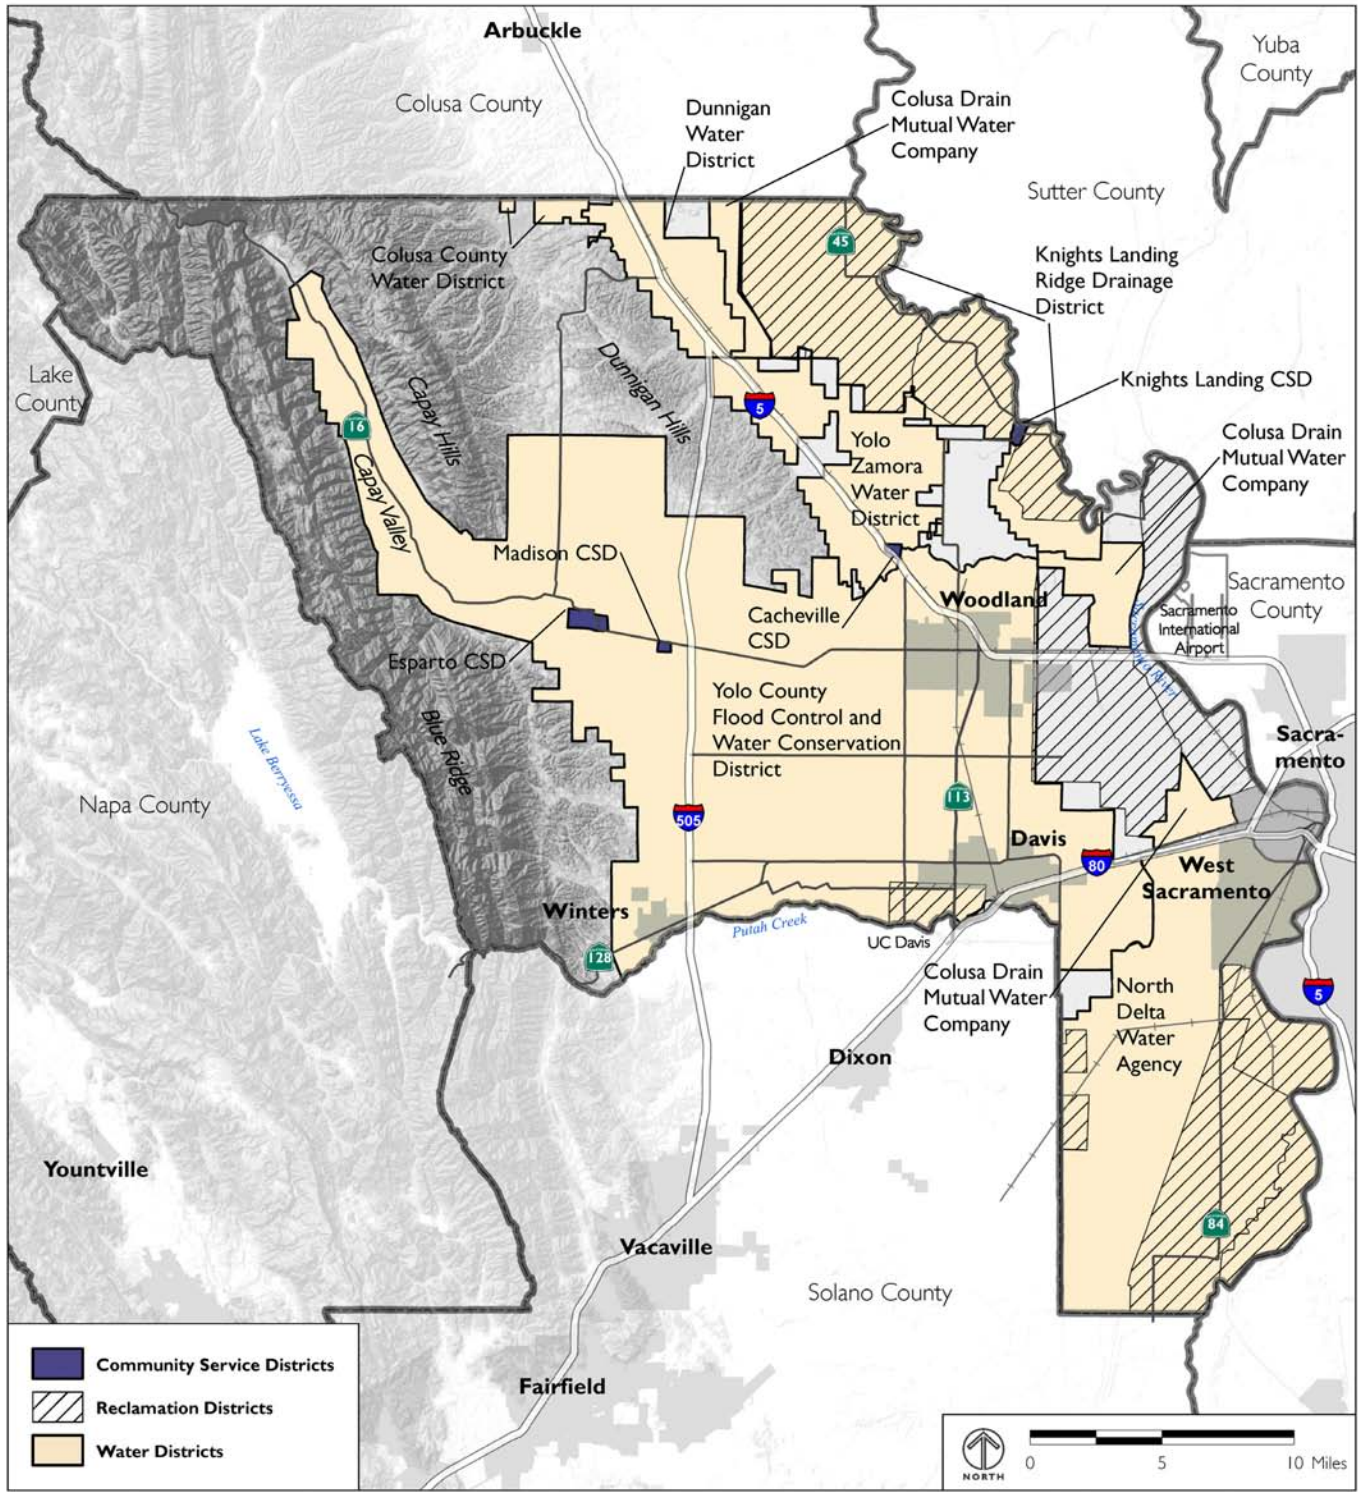 Arbuckle
Yuba
County
Colusa County
Dunnigan
Water
District
Colusa Drain
Mutual Water
Company
Sutter County
45
Colusa County
Water District
Knights Landing
Ridge Drainage
District
Lake
County
Dunnigan Hills
Capay Hills
Knights Landing CSD
5
16
Yolo
Zamora
Water
District
Colusa Drain
Mutual Water
Company
Capay Valley
Madison CSD
Woodland
Sacramento
County
Sacramento
International
Airport
Cacheville
CSD
Sacramento River
Esparto CSD
Yolo County
Flood Control and
Water Conservation
District
Blue Ridge
Lake Berryessa
Sacra-
mento
Napa County
113
505
Davis
80
West
Sacramento
Winters
Putah Creek
UC Davis
128
Colusa Drain
Mutual Water
Company
North
Delta
Water
Agency
5
Dixon
Yountville
84
Vacaville
Solano County
Fairfield
Community Service Districts
Reclamation Districts
Water Districts
NORTH
0 5 10 Miles